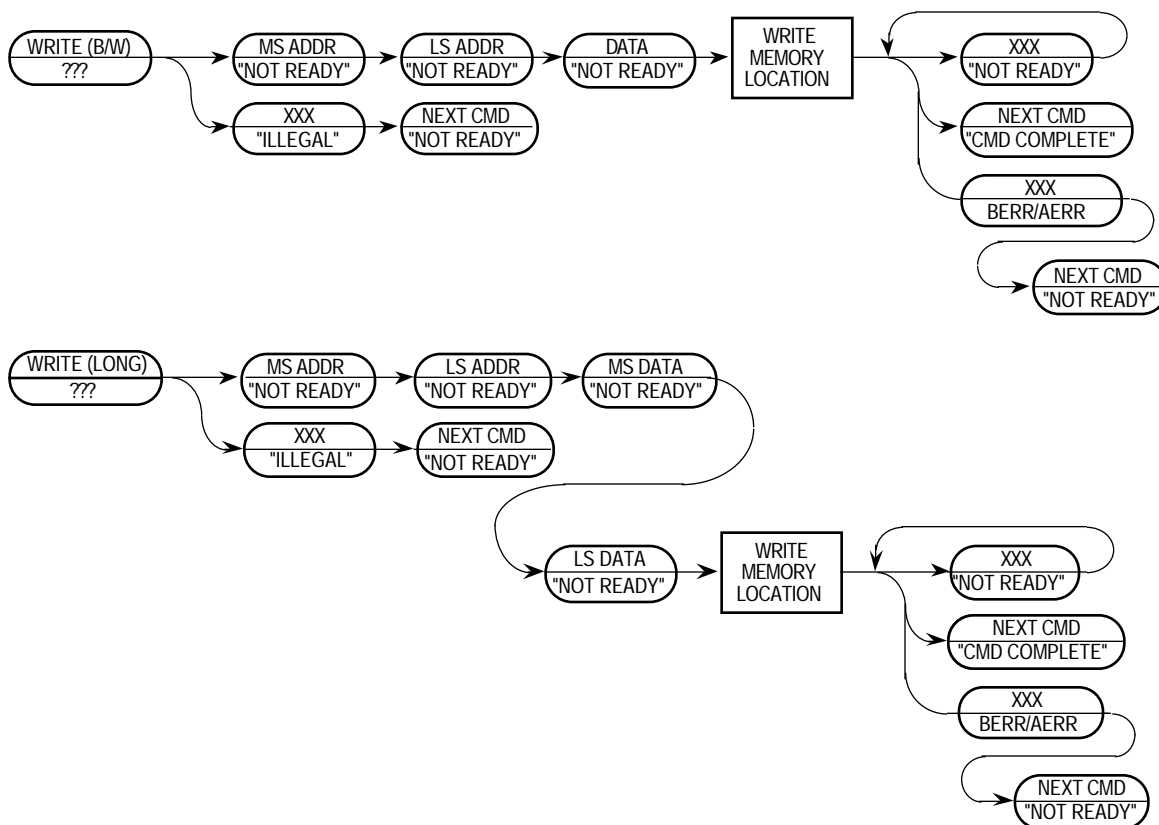 WRITE (B/W)
???
MS ADDR
"NOT READY"
LS ADDR
"NOT READY"
DATA
"NOT READY"
WRITE
MEMORY
LOCATION
XXX
"NOT READY"
XXX
"ILLEGAL"
NEXT CMD
"NOT READY"
NEXT CMD
"CMD COMPLETE"
XXX
BERR/AERR
NEXT CMD
"NOT READY"
WRITE (LONG)
???
MS ADDR
"NOT READY"
LS ADDR
"NOT READY"
MS DATA
"NOT READY"
XXX
"ILLEGAL"
NEXT CMD
"NOT READY"
LS DATA
"NOT READY"
WRITE
MEMORY
LOCATION
XXX
"NOT READY"
NEXT CMD
"CMD COMPLETE"
XXX
BERR/AERR
NEXT CMD
"NOT READY"